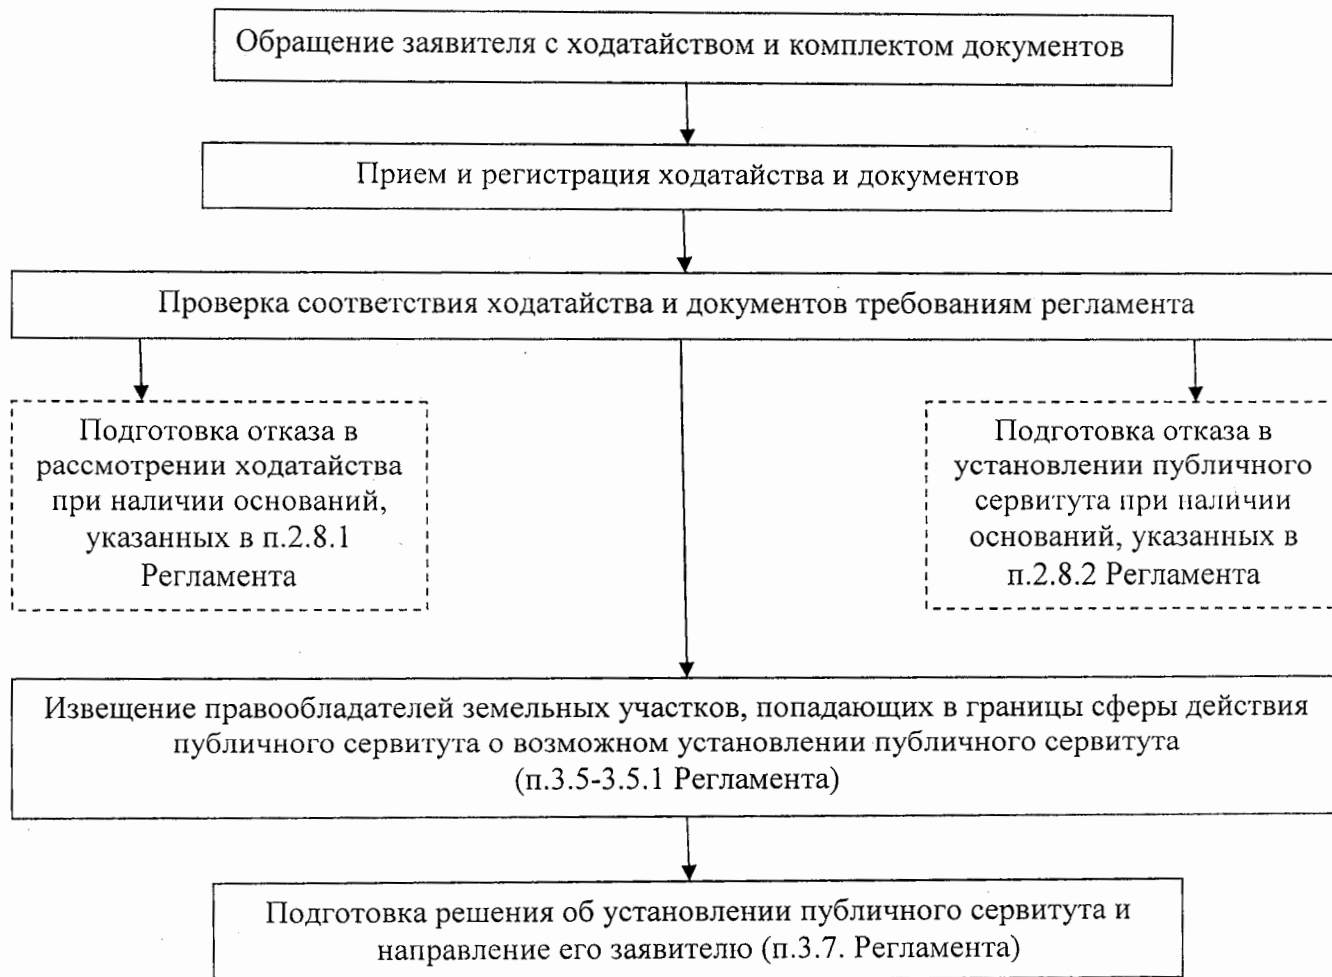 Обращение заявителя с ходатайством и комплектом документов
Прием и регистрация ходатайства и документов
Проверка соответствия ходатайства и документов требованиям регламента
Подготовка отказа в
рассмотрении ходатайства
при наличии оснований,
указанных в п.2.8.1
Регламента
Подготовка отказа в
установлении публичного
сервитута при наличии
оснований, указанных в
п.2.8.2 Регламента
Извещение правообладателей земельных участков, попадающих в границы сферы действия
публичного сервитута о возможном установлении публичного сервитута
(п.3.5-3.5.1 Регламента)
Подготовка решения об установлении публичного сервитута и
направление его заявителю (п.3.7. Регламента)